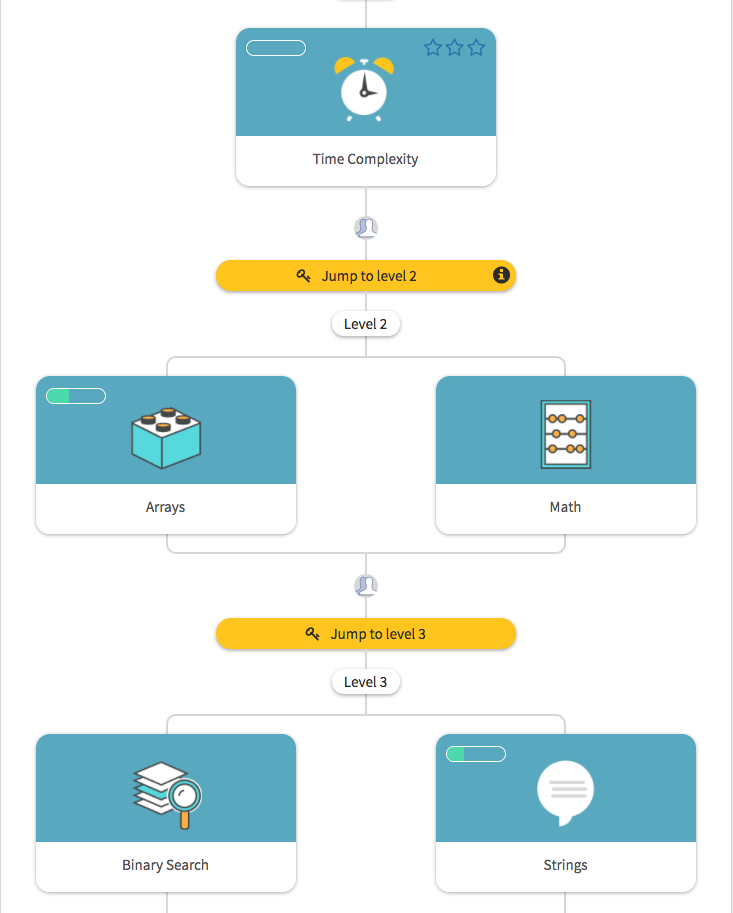 Time Complexity
Jump to level 2
Level 2
Arrays
Math
Jump to level 3
Level 3
Binary Search
Strings